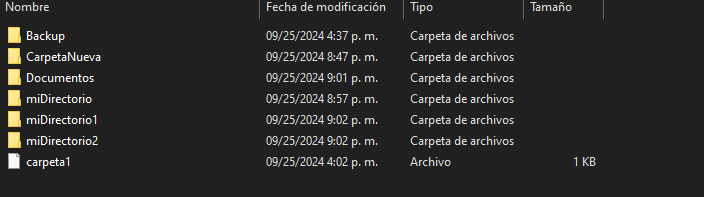 Nombre Fecha de modificación Tipo Tamaño
Backup 09/25/2024 4:37 p. m. Carpeta de archivos
CarpetaNueva 09/25/2024 8:47 p. m. Carpeta de archivos
Documentos 09/25/2024 9:01 p. m. Carpeta de archivos
miDirectorio 09/25/2024 8:57 p. m. Carpeta de archivos
miDirectorio1 09/25/2024 9:02 p. m. Carpeta de archivos
miDirectorio2 09/25/2024 9:02 p. m. Carpeta de archivos
carpeta1 09/25/2024 4:02 p. m. Archivo 1 KB